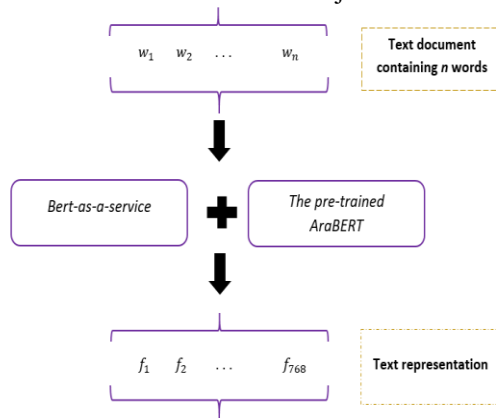 w₁ w₂ ... wₙ
Text document
containing n words
Bert-as-a-service
The pre-trained
AraBERT
f₁ f₂ ... f₇₆₈
Text representation